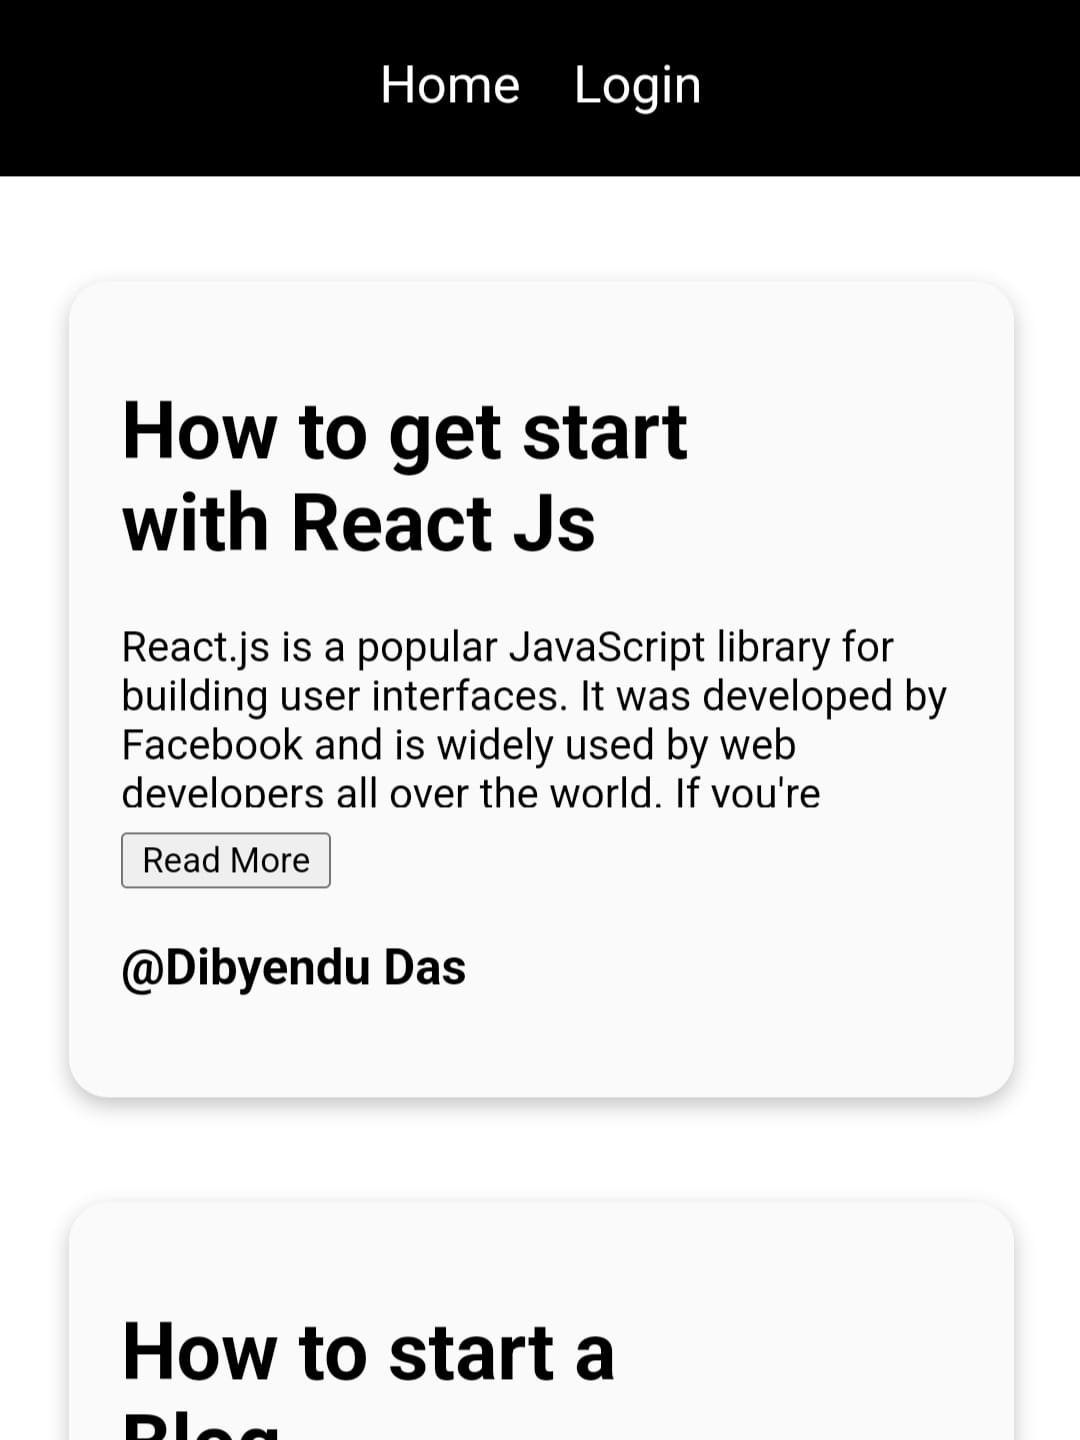 Home Login
How to get start
with React Js
React.js is a popular JavaScript library for
building user interfaces. It was developed by
Facebook and is widely used by web
developers all over the world. If you're
Read More
@Dibyendu Das
How to start a
Blog